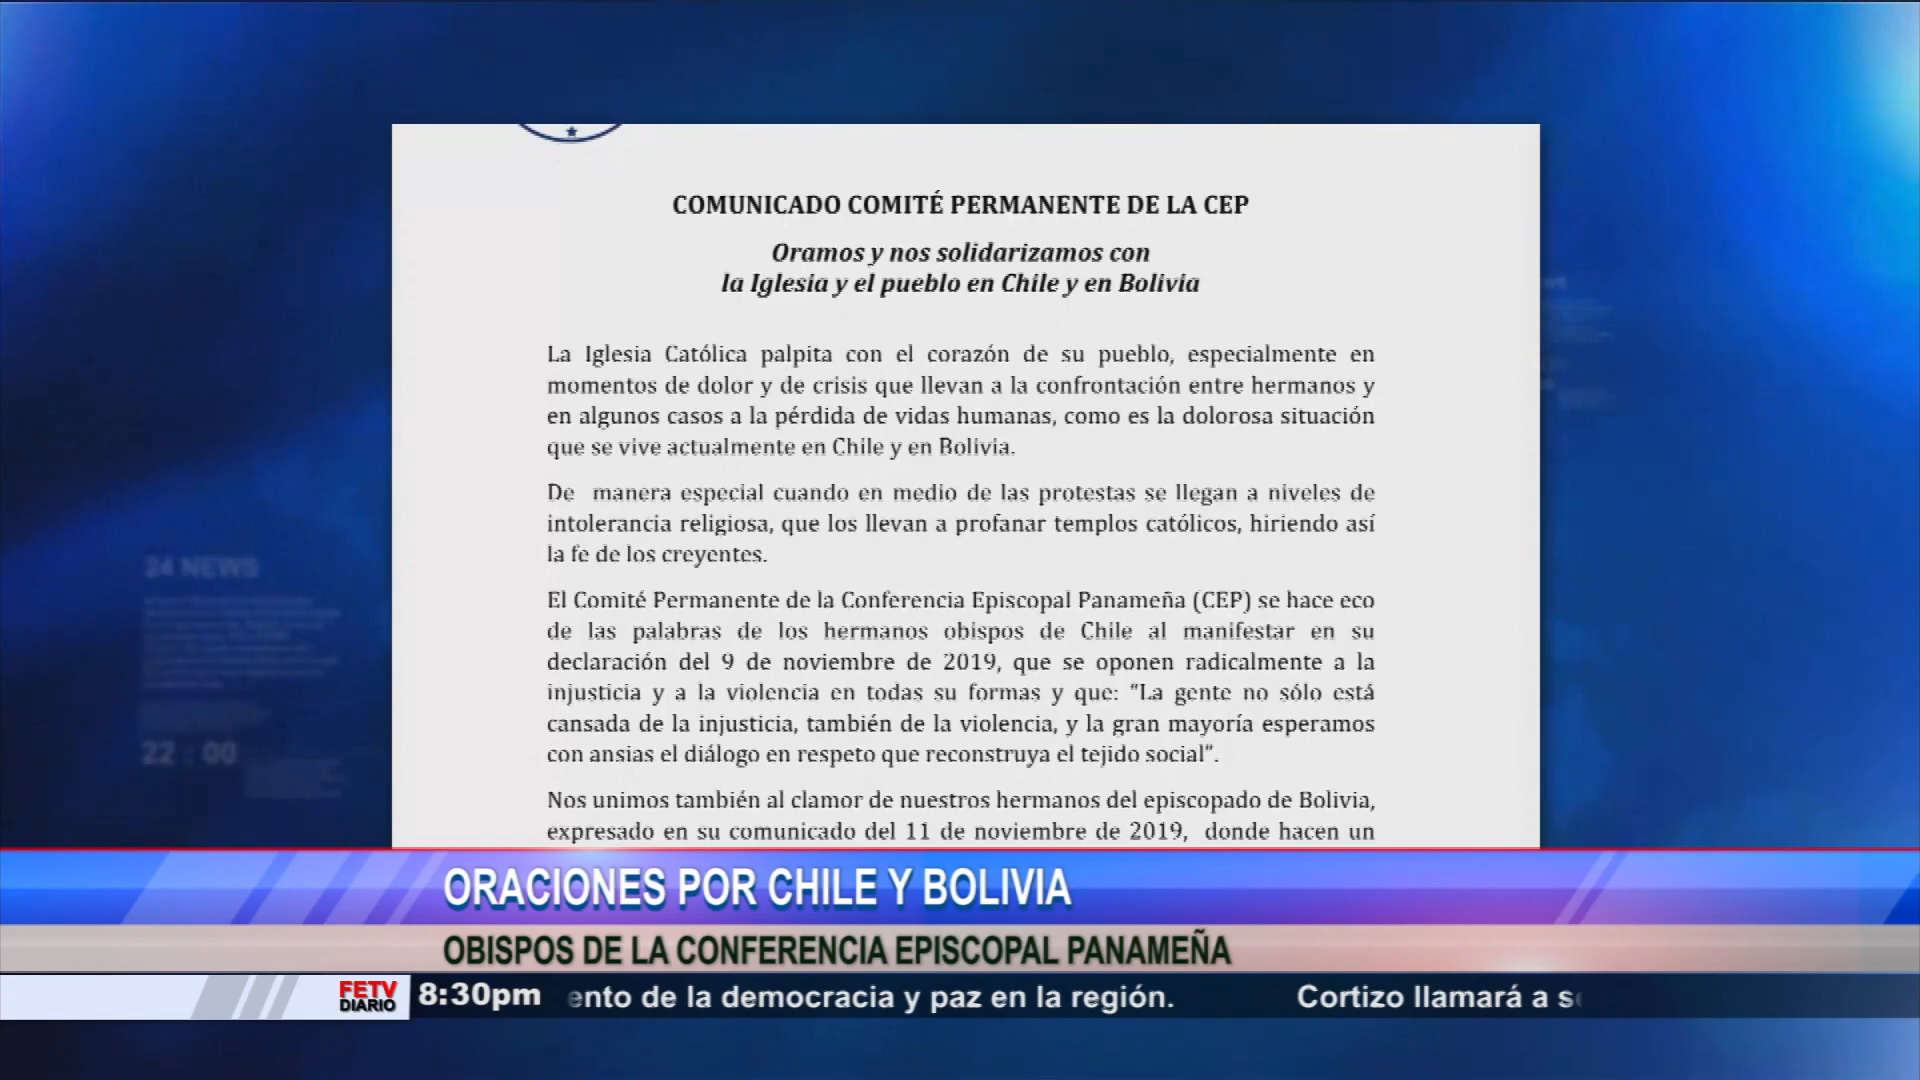 COMUNICADO COMITÉ PERMANENTE DE LA CEP
Oramos y nos solidarizamos con
la Iglesia y el pueblo en Chile y en Bolivia
La Iglesia Católica palpita con el corazón de su pueblo, especialmente en
momentos de dolor y de crisis que llevan a la confrontación entre hermanos y
en algunos casos a la pérdida de vidas humanas, como es la dolorosa situación
que se vive actualmente en Chile y en Bolivia.
De manera especial cuando en medio de las protestas se llegan a niveles de
intolerancia religiosa, que los llevan a profanar templos católicos, hiriendo así
la fe de los creyentes.
El Comité Permanente de la Conferencia Episcopal Panameña (CEP) se hace eco
de las palabras de los hermanos obispos de Chile al manifestar en su
declaración del 9 de noviembre de 2019, que se oponen radicalmente a la
injusticia y a la violencia en todas su formas y que: “La gente no sólo está
cansada de la injusticia, también de la violencia, y la gran mayoría esperamos
con ansias el diálogo en respeto que reconstruya el tejido social”.
Nos unimos también al clamor de nuestros hermanos del episcopado de Bolivia,
expresado en su comunicado del 11 de noviembre de 2019, donde hacen un
24 NEWS
22 : 00
ORACIONES POR CHILE Y BOLIVIA
OBISPOS DE LA CONFERENCIA EPISCOPAL PANAMEÑA
FETV
DIARIO
8:30pm ento de la democracia y paz en la región. Cortizo llamará a s